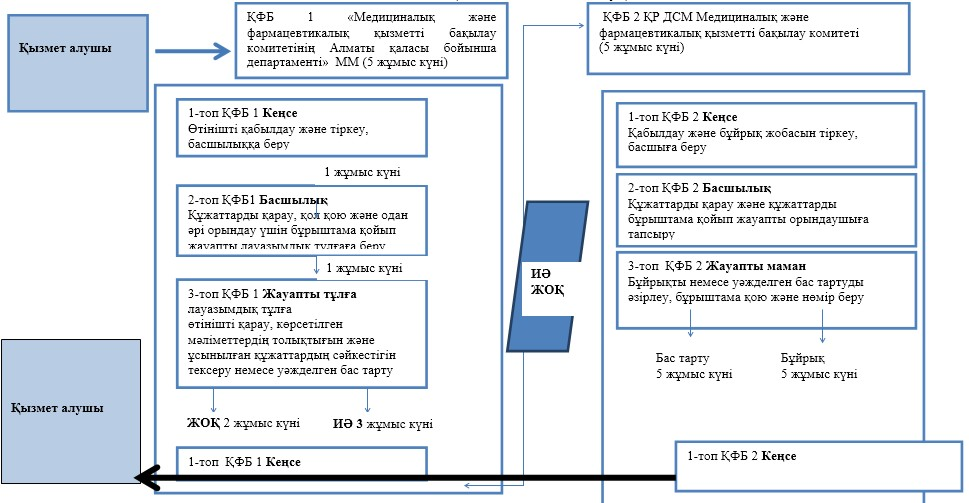 Қызмет алушы
ҚФБ 1 «Медициналық және
фармацевтикалық қызметті бақылау
комитетінің Алматы қаласы бойынша
департаменті» ММ (5 жұмыс күні)
ҚФБ 2 ҚР ДСМ Медициналық және
фармацевтикалық қызметті бақылау комитеті
(5 жұмыс күні)
1-топ ҚФБ 1 Кеңсе
Өтінішті қабылдау және тіркеу,
басшылыққа беру
1 жұмыс күні
2-топ ҚФБ1 Басшылық
Құжаттарды қарау, қол қою және одан
әрі орындау үшін бұрыштама қойып
жауапты лауазымдық тұлғаға беру
1 жұмыс күні
3-топ ҚФБ 1 Жауапты тұлға
лауазымдық тұлға
өтінішті қарау, көрсетілген
мәліметтердің толықтығын және
ұсынылған құжаттардың сәйкестігін
тексеру немесе уәжделген бас тарту
ЖОҚ 2 жұмыс күні
ИӘ 3 жұмыс күні
1-топ ҚФБ 1 Кеңсе
ИӘ
ЖОҚ
1-топ ҚФБ 2 Кеңсе
Қабылдау және бұйрық жобасын тіркеу,
басшыға беру
2-топ ҚФБ 2 Басшылық
Құжаттарды қарау және құжаттарды
бұрыштама қойып жауапты орындаушыға
тапсыру
3-топ ҚФБ 2 Жауапты маман
Бұйрықты немесе уәжделген бас тартуды
әзірлеу, бұрыштама қою және нөмір беру
Бас тарту
5 жұмыс күні
Бұйрық
5 жұмыс күні
1-топ ҚФБ 2 Кеңсе
Қызмет алушы